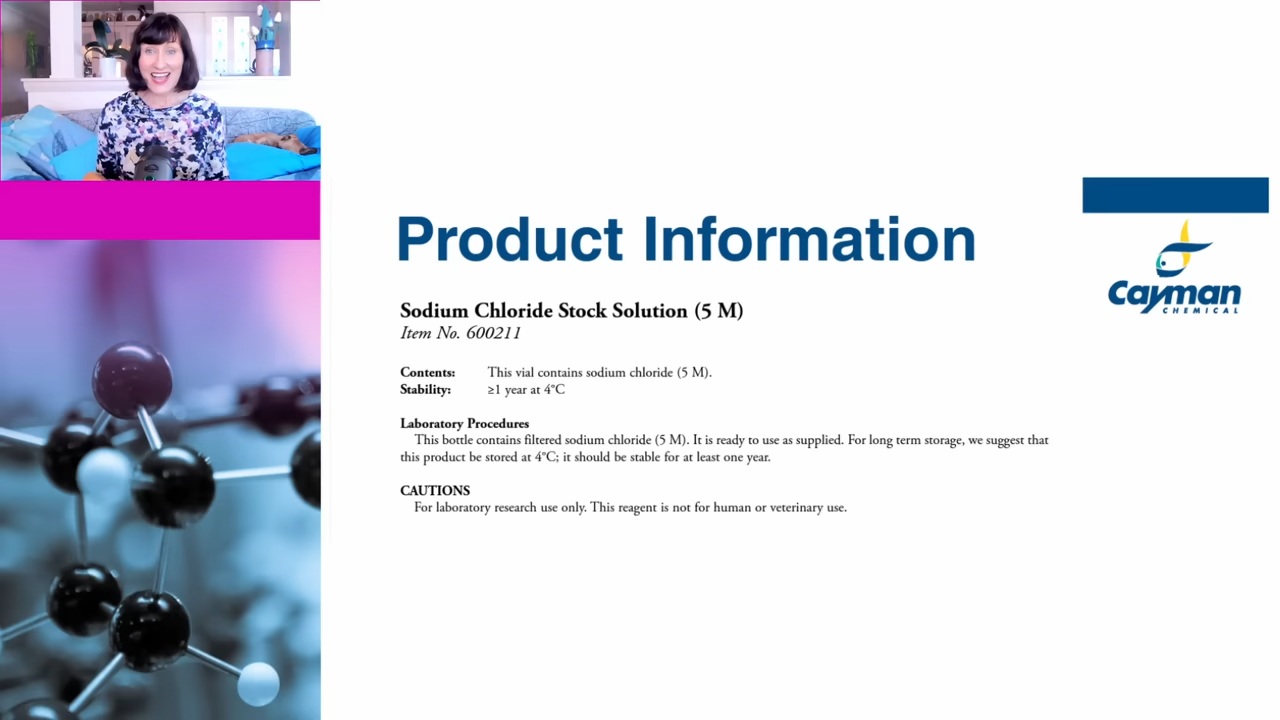 Product Information
Cayman
CHEMICAL
Sodium Chloride Stock Solution (5 M)
Item No. 600211
Contents: This vial contains sodium chloride (5 M).
Stability: ≥1 year at 4°C
Laboratory Procedures
This bottle contains filtered sodium chloride (5 M). It is ready to use as supplied. For long term storage, we suggest that
this product be stored at 4°C; it should be stable for at least one year.
CAUTIONS
For laboratory research use only. This reagent is not for human or veterinary use.